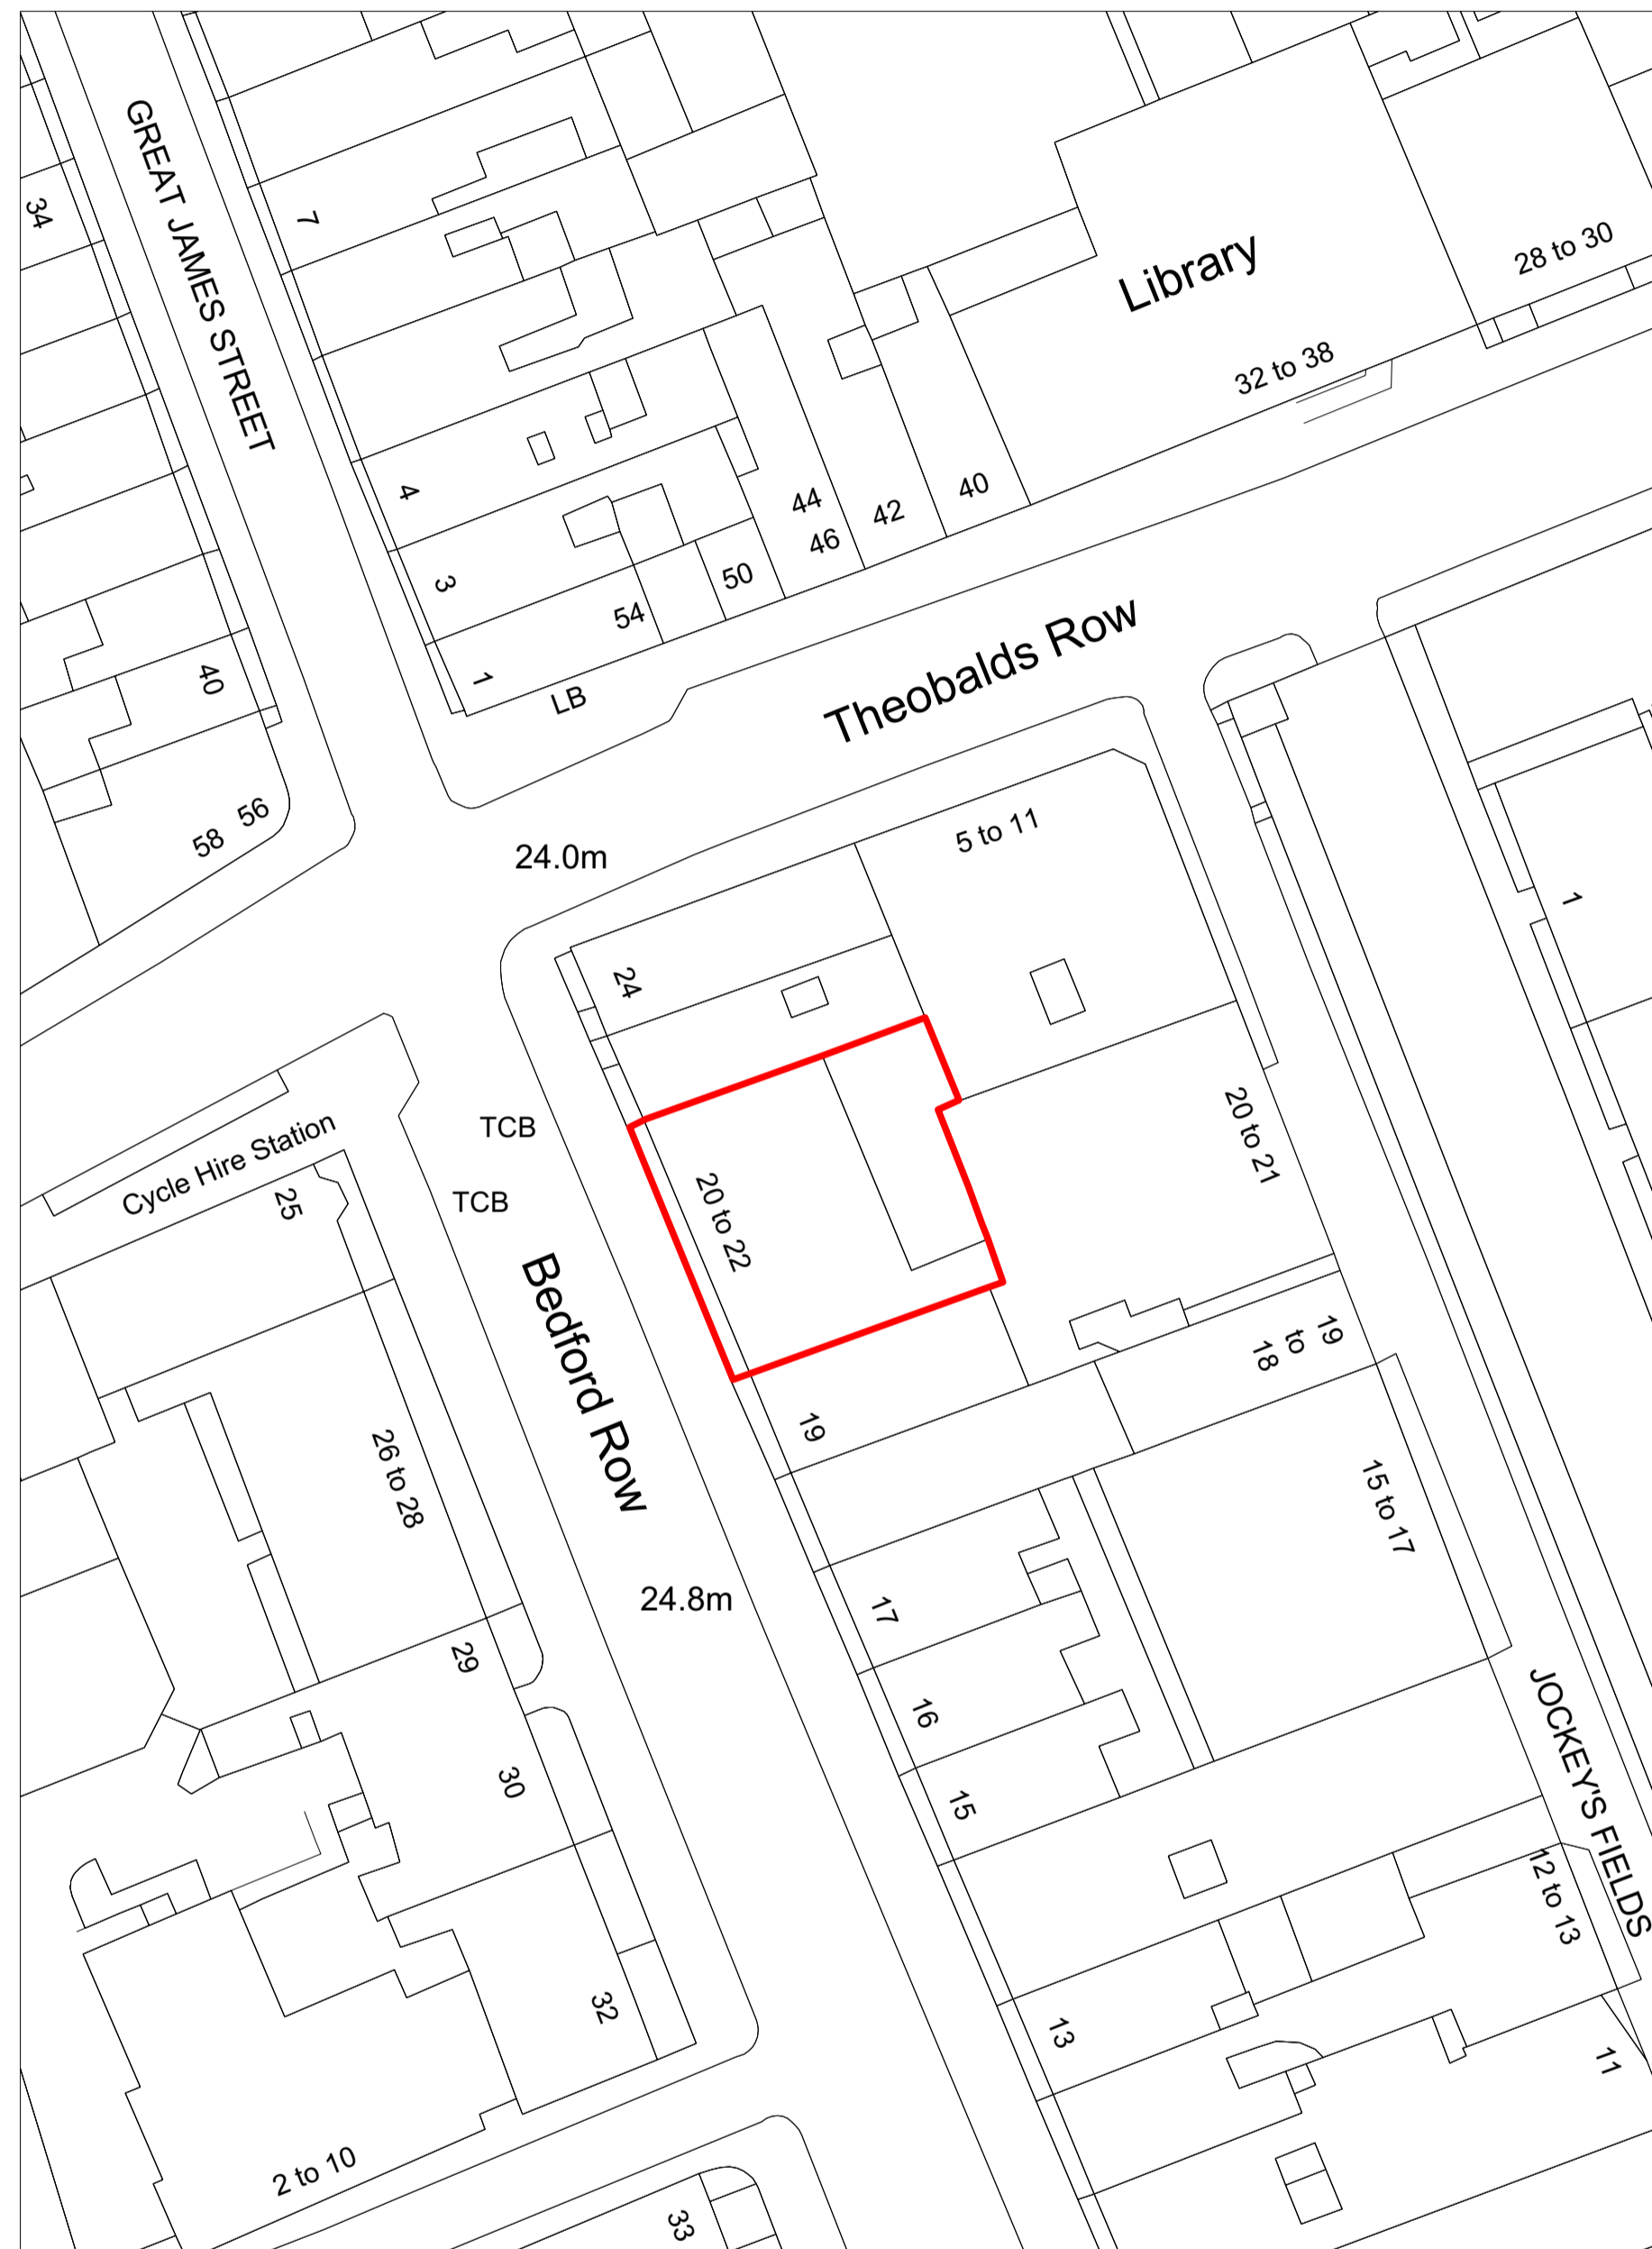 GREAT JAMES STREET
34
7
Library
28 to 30
32 to 38
4
44
42
40
46
3
50
54
40
1
LB
Theobalds Row
58
56
24.0m
5 to 11
1
24
TCB
20 to 21
Cycle Hire Station
25
TCB
20 to 22
Bedford Row
18
to
19
19
26 to 28
15 to 17
24.8m
17
29
16
JOCKEY'S FIELDS
30
15
12 to 13
32
13
11
2 to 10
33